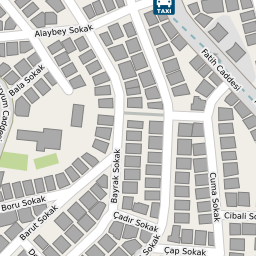 TAXI
Alaybey Sokak
Fatih Caddesi
Bala Sokak
Bayrak Sokak
Cuma Sokak
Boru Sokak
Barut Sokak
Çadır Sokak
Cibali S
Çap Sokak